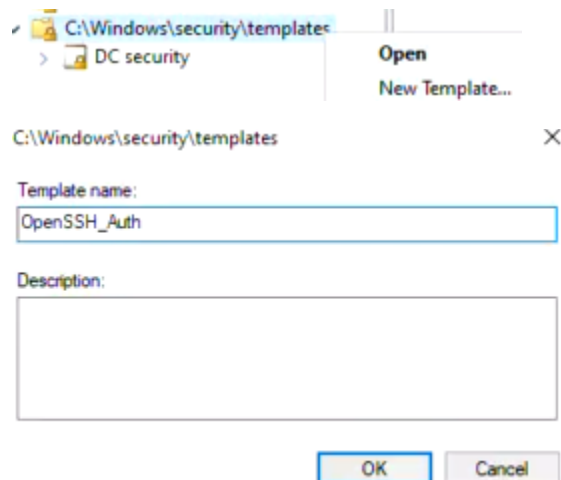 C:\Windows\security\templates
DC security
Open
New Template...
C:\Windows\security\templates
Template name:
OpenSSH_Auth
Description:
OK
Cancel